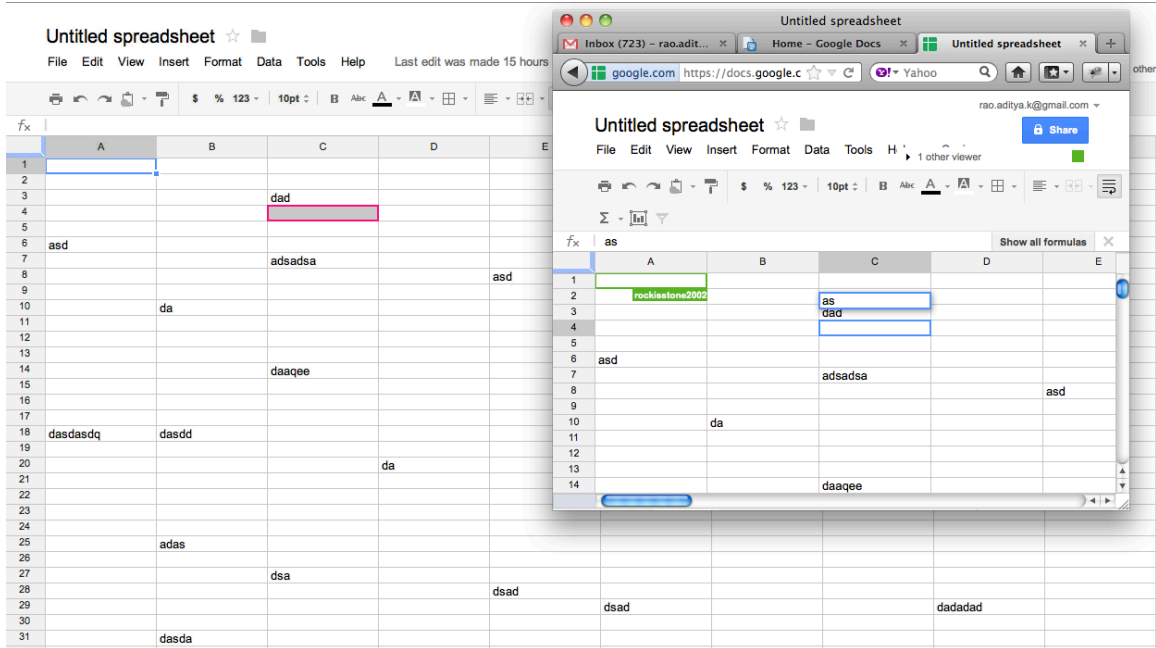 Untitled spreadsheet
File Edit View Insert Format Data Tools Help Last edit was made 15 hours
$ % 123 10pt B Abc A A
fx
A B C D E
1
2
3 dad
4
5
6 asd
7 adsadsa
8 asd
9
10 da
11
12
13
14 daaqee
15
16
17
18 dasdasdq dasdd
19
20 da
21
22
23
24
25 adas
26
27 dsa
28 dsad
29 dsad dadadad
30
31 dasda
Untitled spreadsheet
Inbox (723) – rao.adit... × Home – Google Docs × Untitled spreadsheet × +
google.com https://docs.google.c Yahoo
other
rao.aditya.k@gmail.com
Untitled spreadsheet
Share
File Edit View Insert Format Data Tools
1 other viewer
$ % 123 10pt B Abc A A
Σ
fx as Show all formulas ×
A B C D E
1
2 rockisstone2002 as
3 dad
4
5
6 asd
7 adsadsa
8 asd
9
10 da
11
12
13
14 daaqee